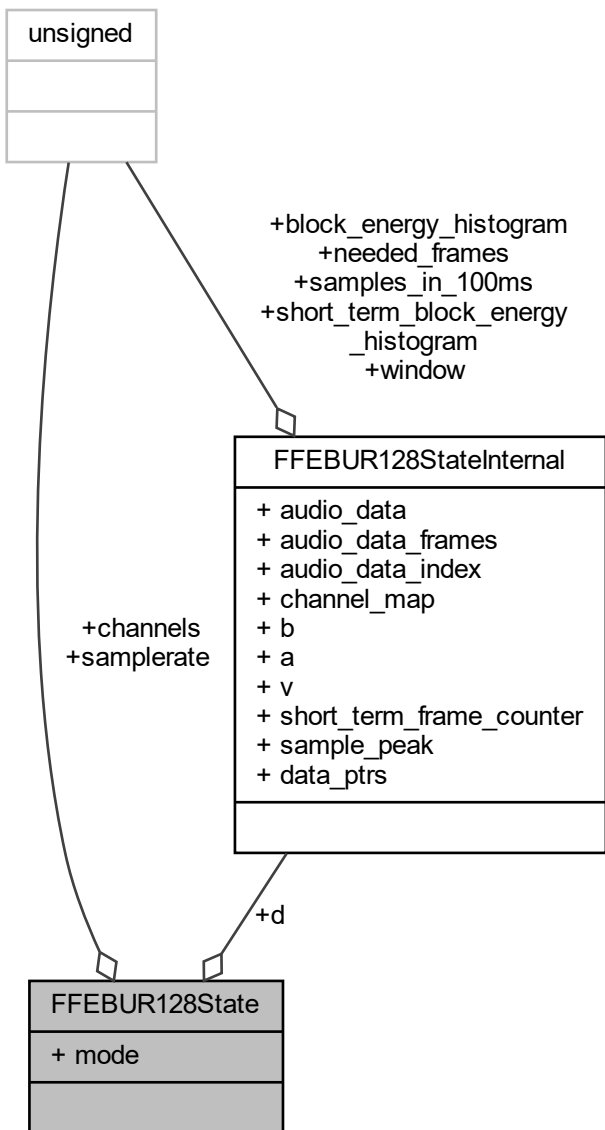 unsigned
+block_energy_histogram
+needed_frames
+samples_in_100ms
+short_term_block_energy
_histogram
+window
FFEBUR128StateInternal
+ audio_data
+ audio_data_frames
+ audio_data_index
+ channel_map
+ b
+ a
+ v
+ short_term_frame_counter
+ sample_peak
+ data_ptrs
+channels
+samplerate
+d
FFEBUR128State
+ mode